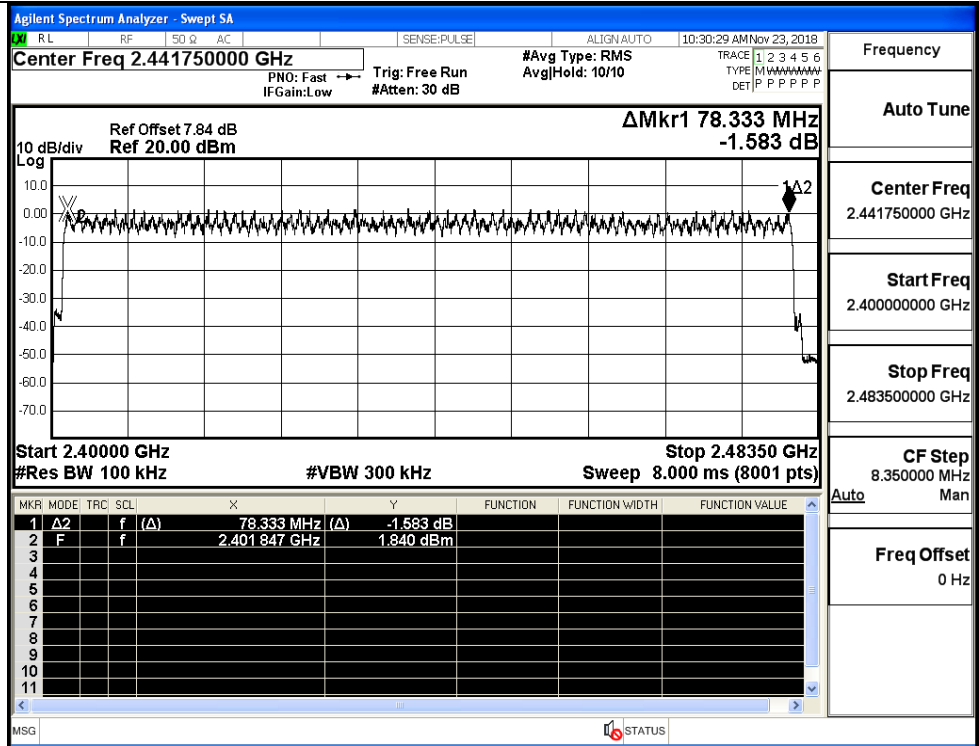 Agilent Spectrum Analyzer - Swept SA
LXI RL RF 50 Ω AC SENSE:PULSE ALIGN AUTO 10:30:29 AM Nov 23, 2018
Center Freq 2.441750000 GHz
PNO: Fast
IFGain:Low
Trig: Free Run
#Atten: 30 dB
#Avg Type: RMS
Avg|Hold: 10/10
TRACE 1 2 3 4 5 6
TYPE M WWWWW
DET P P P P P P
ΔMkr1 78.333 MHz
-1.583 dB
Ref Offset 7.84 dB
10 dB/div Ref 20.00 dBm
Log
10.0
0.00
-10.0
-20.0
-30.0
-40.0
-50.0
-60.0
-70.0
2
1Δ2
Start 2.40000 GHz Stop 2.48350 GHz
#Res BW 100 kHz #VBW 300 kHz Sweep 8.000 ms (8001 pts)
MKR MODE TRC SCL X Y FUNCTION FUNCTION WIDTH FUNCTION VALUE
1 Δ2 f (Δ) 78.333 MHz (Δ) -1.583 dB
2 F f 2.401 847 GHz 1.840 dBm
3
4
5
6
7
8
9
10
11
MSG STATUS
Frequency
Auto Tune
Center Freq
2.441750000 GHz
Start Freq
2.400000000 GHz
Stop Freq
2.483500000 GHz
CF Step
8.350000 MHz
Auto Man
Freq Offset
0 Hz